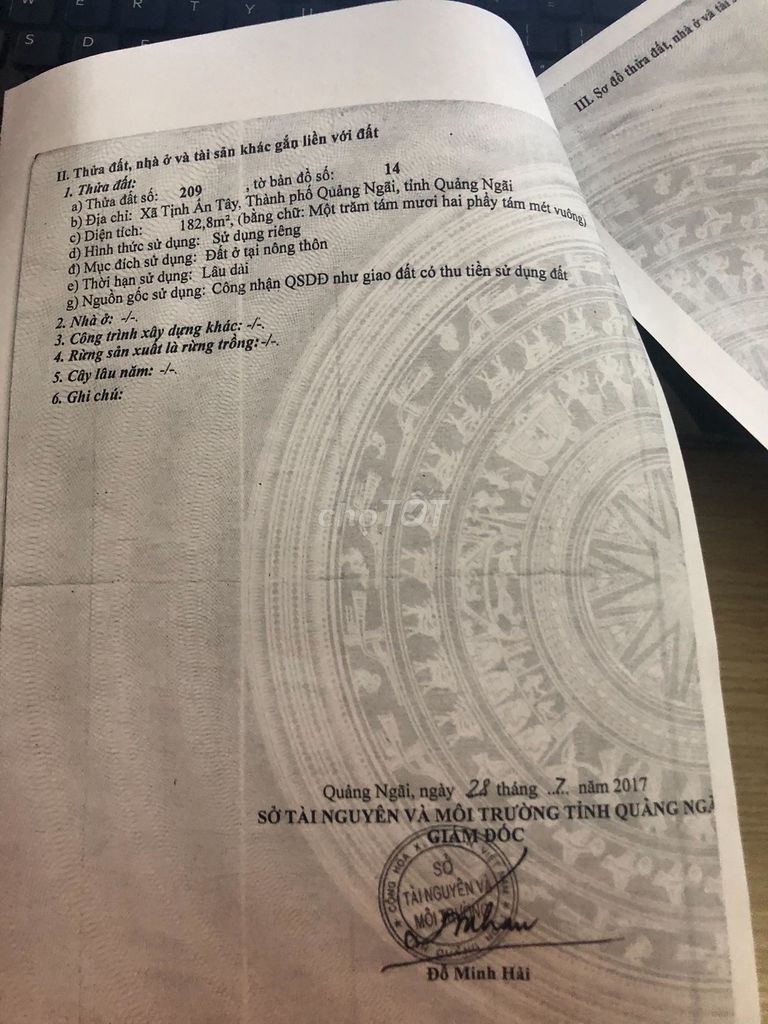 W E R T Y U
S D
III. Sơ đồ thửa đất, nhà ở và tài
II. Thửa đất, nhà ở và tài sản khác gắn liền với đất
1. Thửa đất:
a) Thửa đất số: 209 , tờ bản đồ số: 14
b) Địa chỉ: Xã Tịnh Ấn Tây, Thành phố Quảng Ngãi, tỉnh Quảng Ngãi
c) Diện tích: 182,8m², (bằng chữ: Một trăm tám mươi hai phẩy tám mét vuông)
d) Hình thức sử dụng: Sử dụng riêng
đ) Mục đích sử dụng: Đất ở tại nông thôn
e) Thời hạn sử dụng: Lâu dài
g) Nguồn gốc sử dụng: Công nhận QSDĐ như giao đất có thu tiền sử dụng đất
2. Nhà ở: -/-.
3. Công trình xây dựng khác: -/-.
4. Rừng sản xuất là rừng trồng:-/-.
5. Cây lâu năm: -/-.
6. Ghi chú:
choTỐT
Quảng Ngãi, ngày 28 tháng .7. năm 2017
SỞ TÀI NGUYÊN VÀ MÔI TRƯỜNG TỈNH QUẢNG NGÃ
GIÁM ĐỐC
CỘNG HÒA X. VIỆT NAM
SỞ
TÀI NGUYÊN VÀ
MÔI TRƯỜNG
Đỗ Minh Hải